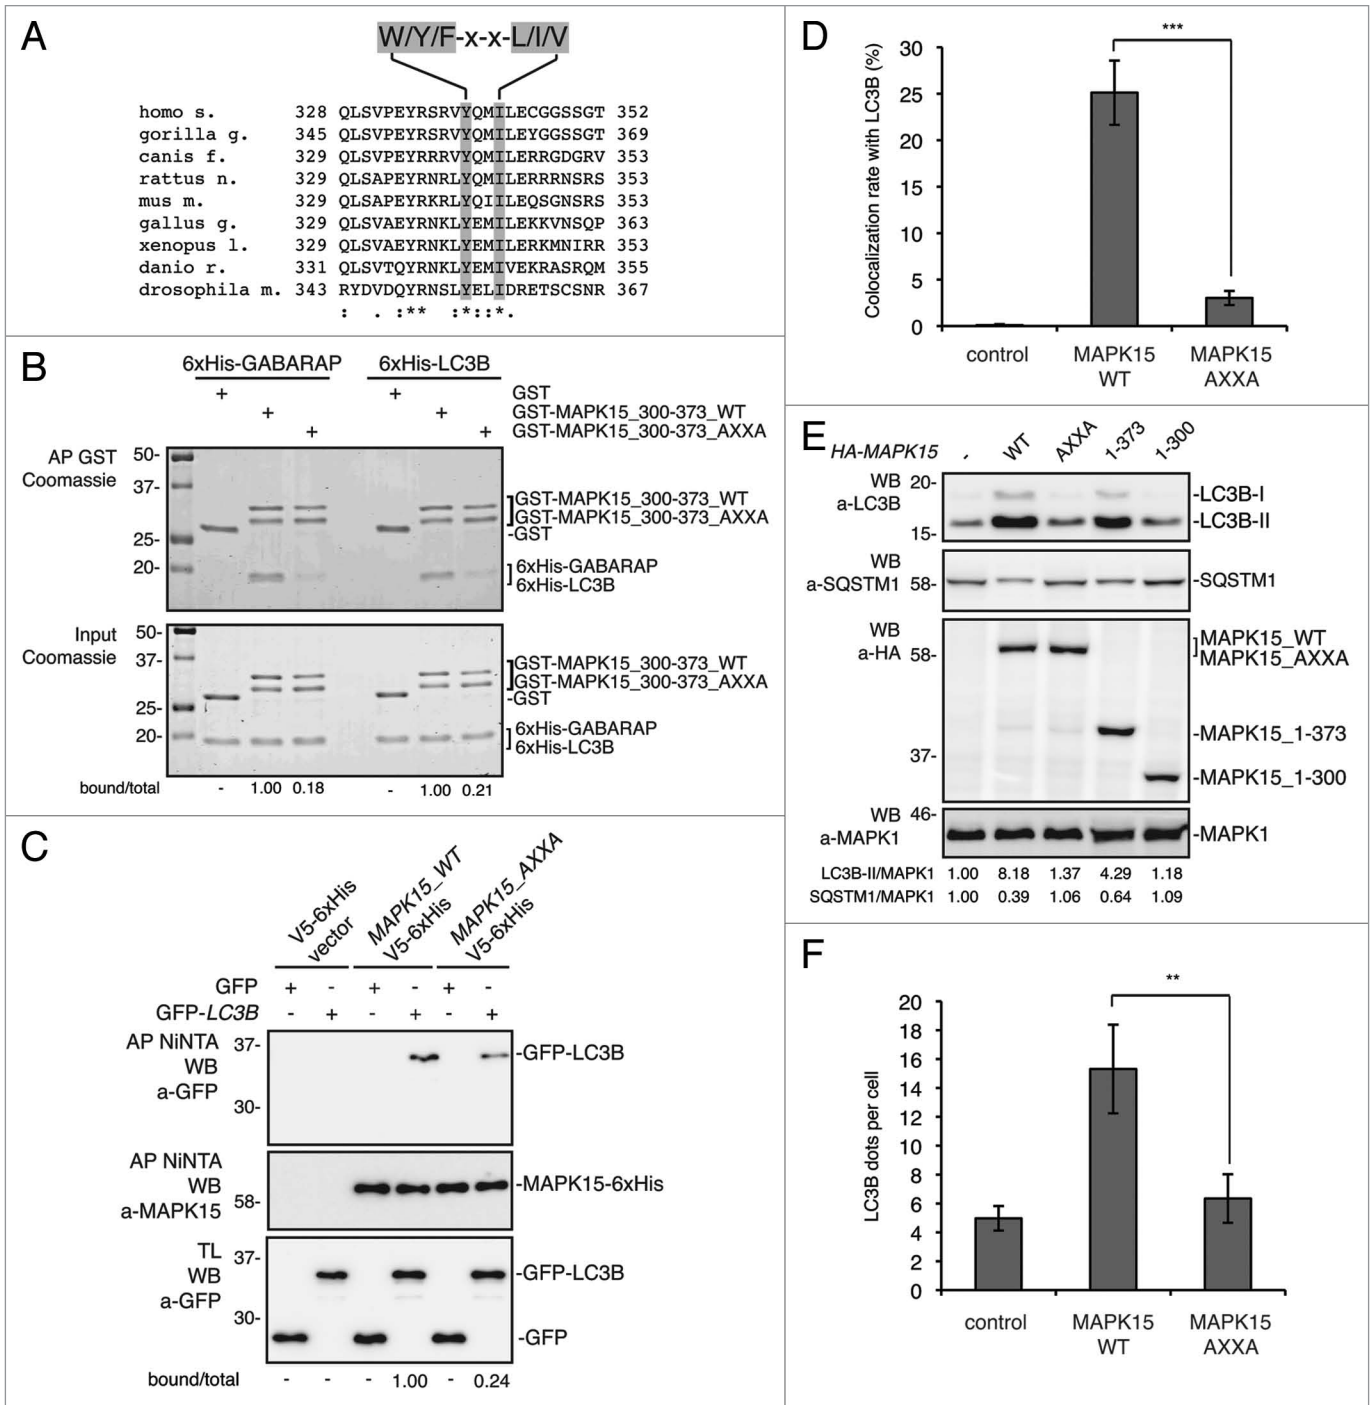 A
W/Y/F-x-x-L/I/V
homo s. 328 QLSVPEYRSRVYQMILECGGSSGT 352
gorilla g. 345 QLSVPEYRSRVYQMILEYGGSSGT 369
canis f. 329 QLSVPEYRRRVYQMILERRGDGRV 353
rattus n. 329 QLSAPEYRNRLYQMILERRRNSRS 353
mus m. 329 QLSAPEYRKRLYQIILEQSGNSRS 353
gallus g. 329 QLSVAEYRNKLYEMILEKKVNSQP 363
xenopus l. 329 QLSVAEYRNKLYEMILERKMNIRR 353
danio r. 331 QLSVTQYRNKLYEMIVEKRASRQM 355
drosophila m. 343 RYDVDQYRNSLYELIDRETSCSNR 367
: . :** :*::*.
B
6xHis-GABARAP 6xHis-LC3B
+ + GST
+ + GST-MAPK15_300-373_WT
+ + GST-MAPK15_300-373_AXXA
AP GST
Coomassie
50-
37-
25-
20-
GST-MAPK15_300-373_WT
GST-MAPK15_300-373_AXXA
-GST
6xHis-GABARAP
6xHis-LC3B
Input
Coomassie
50-
37-
25-
20-
GST-MAPK15_300-373_WT
GST-MAPK15_300-373_AXXA
-GST
6xHis-GABARAP
6xHis-LC3B
bound/total - 1.00 0.18 - 1.00 0.21
C
V5-6xHis
vector
MAPK15_WT
V5-6xHis
MAPK15_AXXA
V5-6xHis
GFP + - + - + -
GFP-LC3B - + - + - +
AP NiNTA
WB
a-GFP
37-
30-
-GFP-LC3B
AP NiNTA
WB
a-MAPK15
58-
-MAPK15-6xHis
TL
WB
a-GFP
37-
30-
-GFP-LC3B
-GFP
bound/total - - - 1.00 - 0.24
D
Colocalization rate with LC3B (%)
30
25
20
15
10
5
0
***
control
MAPK15
WT
MAPK15
AXXA
E
HA-MAPK15 - WT AXXA 1-373 1-300
WB
a-LC3B
20-
15-
-LC3B-I
-LC3B-II
WB
a-SQSTM1
58-
-SQSTM1
WB
a-HA
58-
37-
MAPK15_WT
MAPK15_AXXA
-MAPK15_1-373
-MAPK15_1-300
WB
a-MAPK1
46-
-MAPK1
LC3B-II/MAPK1 1.00 8.18 1.37 4.29 1.18
SQSTM1/MAPK1 1.00 0.39 1.06 0.64 1.09
F
LC3B dots per cell
20
18
16
14
12
10
8
6
4
2
0
**
control
MAPK15
WT
MAPK15
AXXA